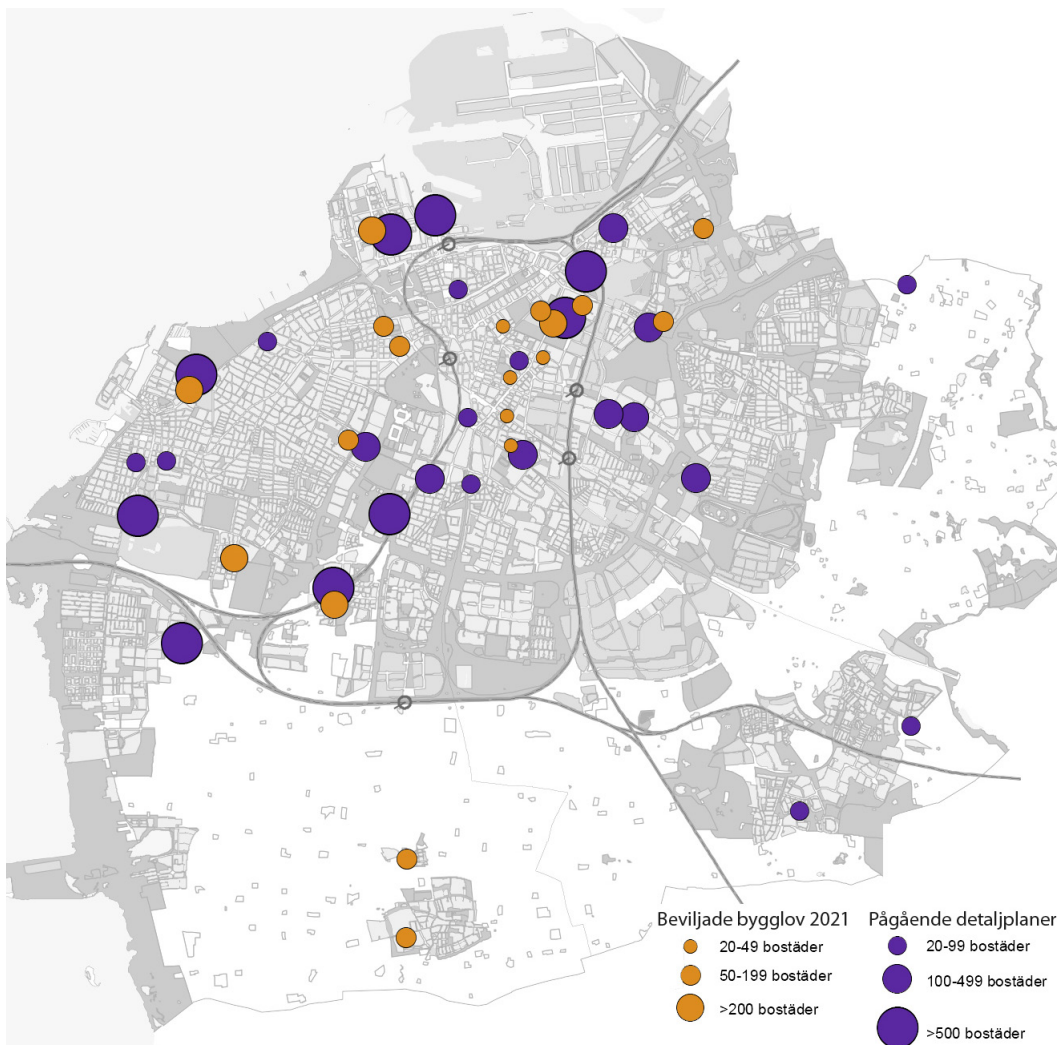 Beviljade bygglov 2021
20-49 bostäder
50-199 bostäder
>200 bostäder
Pågående detaljplaner
20-99 bostäder
100-499 bostäder
>500 bostäder